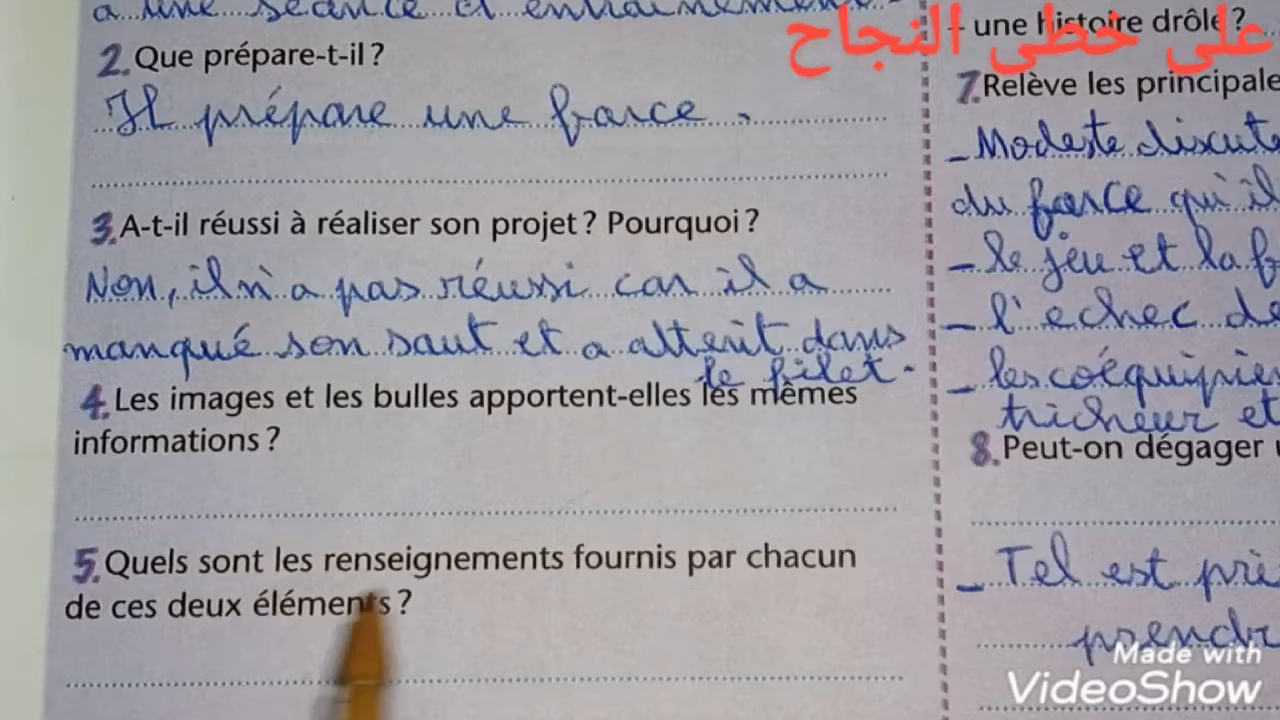 à une séance d'entraînement
2. Que prépare-t-il ?
Il prépare une farce .
3. A-t-il réussi à réaliser son projet ? Pourquoi ?
Non, il n'a pas réussi car il a
manqué son saut et a atterit dans
le filet.
4. Les images et les bulles apportent-elles les mêmes
informations ?
5. Quels sont les renseignements fournis par chacun
de ces deux éléments ?
على خطى النجاح
- une histoire drôle ?
7. Relève les principale
- Modeste discute
du farce qu'il
- le jeu et la f
- l'echec de
- les coéquipie
tricheur et
8. Peut-on dégager
- Tel est pri
prendr
Made with
VideoShow